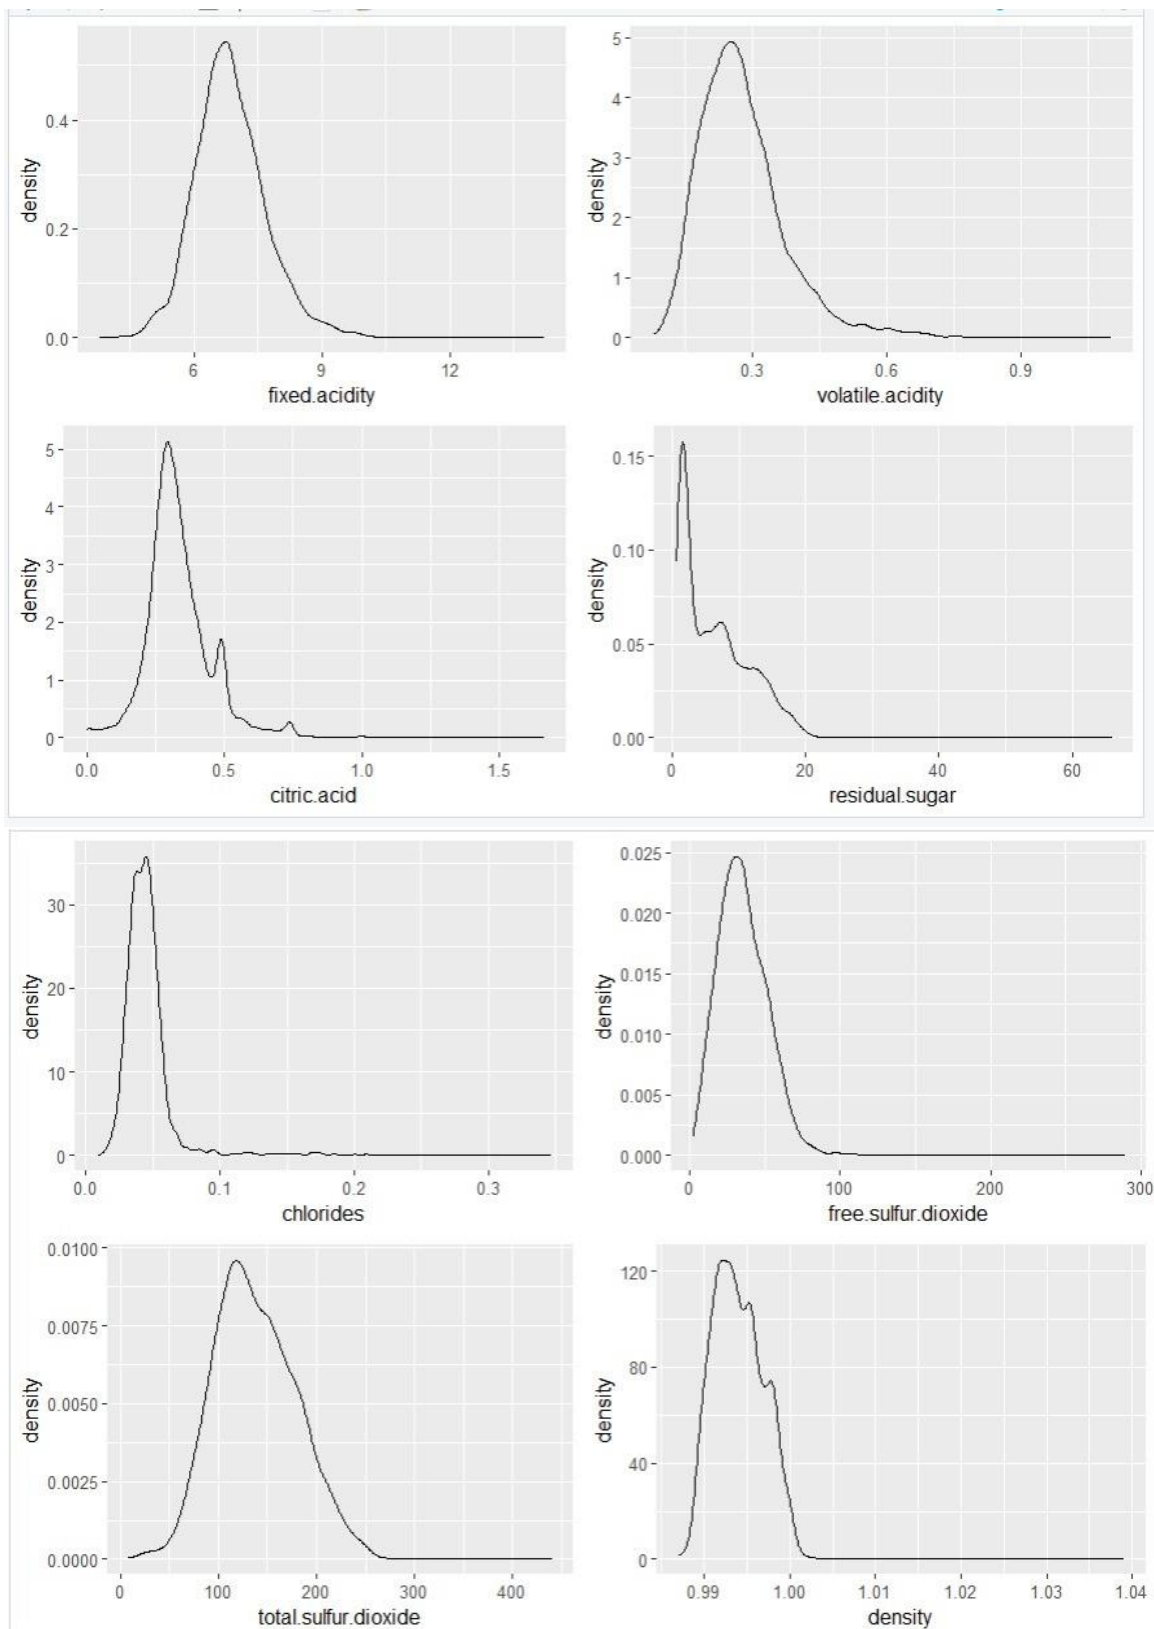 density
0.4
0.2
0.0
6 9 12
fixed.acidity
density
5
4
3
2
1
0
0.3 0.6 0.9
volatile.acidity
density
5
4
3
2
1
0
0.0 0.5 1.0 1.5
citric.acid
density
0.15
0.10
0.05
0.00
0 20 40 60
residual.sugar
density
30
20
10
0
0.0 0.1 0.2 0.3
chlorides
density
0.025
0.020
0.015
0.010
0.005
0.000
0 100 200 300
free.sulfur.dioxide
density
0.0100
0.0075
0.0050
0.0025
0.0000
0 100 200 300 400
total.sulfur.dioxide
density
120
80
40
0
0.99 1.00 1.01 1.02 1.03 1.04
density